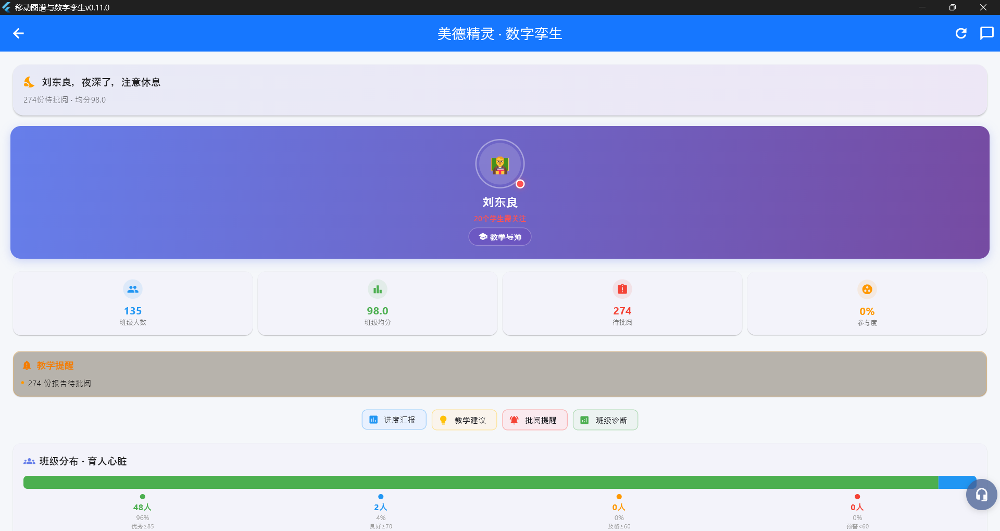 移动图谱与数字孪生v0.11.0
美德精灵 · 数字孪生
刘东良，夜深了，注意休息
274份待批阅 · 均分98.0
刘东良
20个学生需关注
教学导师
135
班级人数
98.0
班级均分
274
待批阅
0%
参与度
教学提醒
274 份报告待批阅
进度汇报
教学建议
批阅提醒
班级诊断
班级分布 · 育人心脏
48人
96%
优秀≥85
2人
4%
良好≥70
0人
0%
及格≥60
0人
0%
预警<60